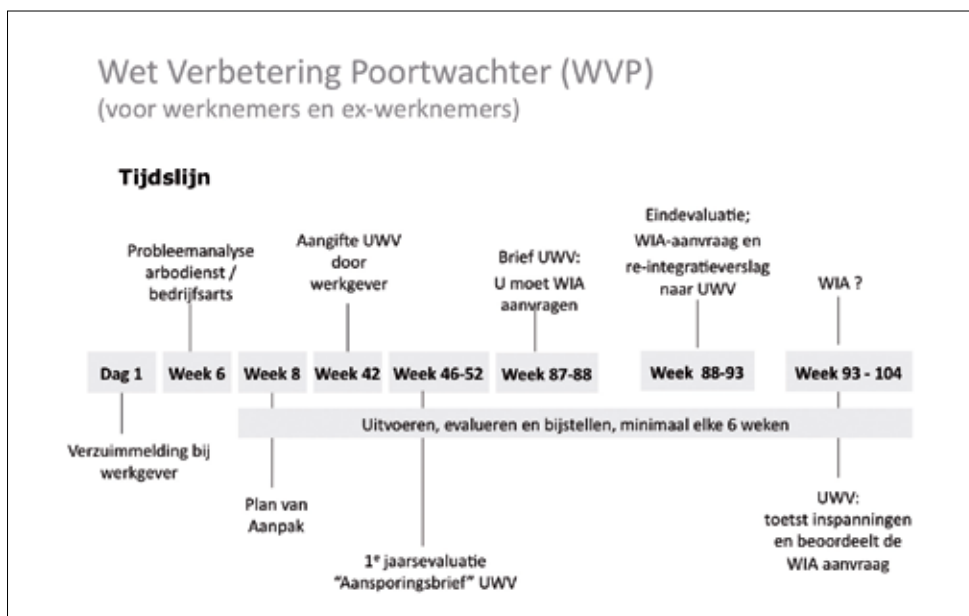 Wet Verbetering Poortwachter (WVP)
(voor werknemers en ex-werknemers)
Tijdslijn
Probleemanalyse
arbodienst /
bedrijfsarts
Aangifte UWV
door
werkgever
Brief UWV:
U moet WIA
aanvragen
Eindevaluatie;
WIA-aanvraag en
re-integratieverslag
naar UWV
WIA ?
Dag 1
Week 6
Week 8
Week 42
Week 46-52
Week 87-88
Week 88-93
Week 93 - 104
Uitvoeren, evalueren en bijstellen, minimaal elke 6 weken
Verzuimmelding bij
werkgever
Plan van
Aanpak
1e jaarsevaluatie
"Aansporingsbrief" UWV
UWV:
toetst inspanningen
en beoordeelt de
WIA aanvraag